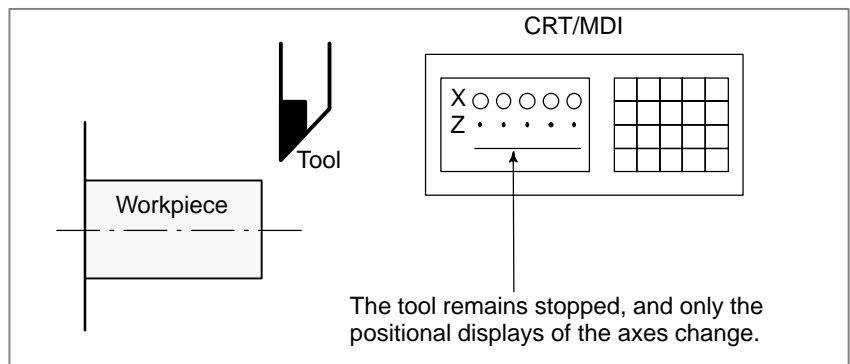 CRT/MDI
X
Z
Tool
Workpiece
The tool remains stopped, and only the
positional displays of the axes change.